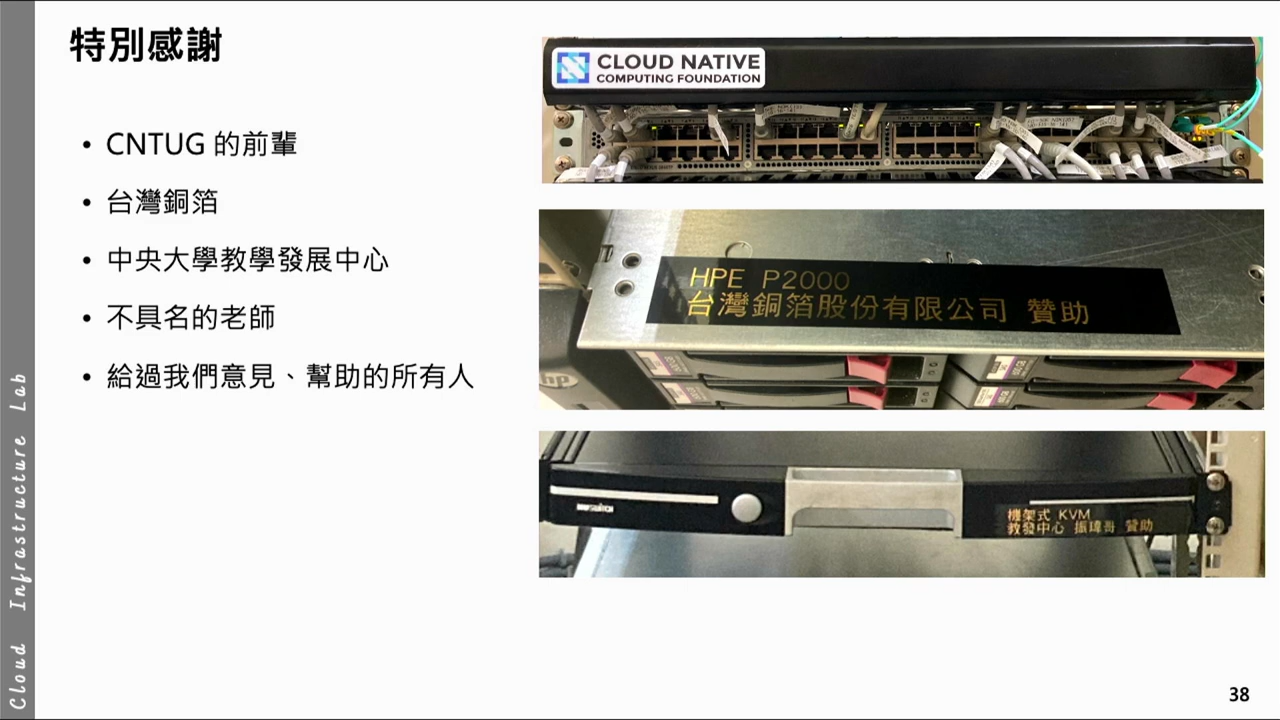 特別感謝
• CNTUG 的前輩
• 台灣銅箔
• 中央大學教學發展中心
• 不具名的老師
• 給過我們意見、幫助的所有人
CLOUD NATIVE
COMPUTING FOUNDATION
HPE P2000
台灣銅箔股份有限公司 贊助
hp
機架式 KVM
教發中心 振瑋哥 贊助
Cloud Infrastructure Lab
38